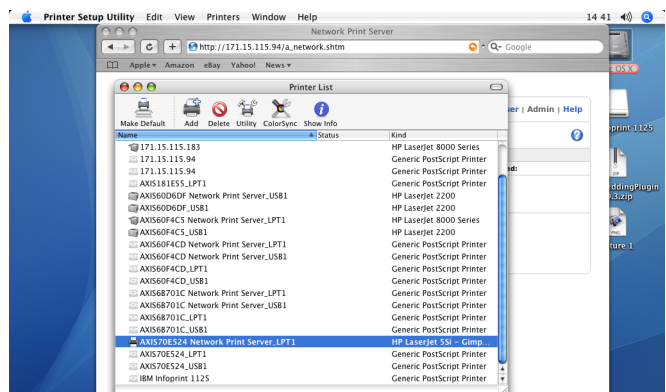 Printer Setup Utility Edit View Printers Window Help 14 41
Network Print Server
http://171.15.115.94/a_network.shtm Google
Apple Amazon eBay Yahoo! News
Printer List
Make Default Add Delete Utility ColorSync Show Info
Name Status Kind
171.15.115.183 HP LaserJet 8000 Series
171.15.115.94 Generic PostScript Printer
171.15.115.94 Generic PostScript Printer
AXIS181E55_LPT1 Generic PostScript Printer
AXIS60D6DF Network Print Server_USB1 HP LaserJet 2200
AXIS60D6DF_USB1 HP LaserJet 2200
AXIS60F4C5 Network Print Server_LPT1 HP LaserJet 8000 Series
AXIS60F4C5_USB1 HP LaserJet 2200
AXIS60F4CD Network Print Server_LPT1 Generic PostScript Printer
AXIS60F4CD Network Print Server_USB1 Generic PostScript Printer
AXIS60F4CD_LPT1 Generic PostScript Printer
AXIS60F4CD_USB1 Generic PostScript Printer
AXIS6B701C Network Print Server_LPT1 Generic PostScript Printer
AXIS6B701C Network Print Server_USB1 Generic PostScript Printer
AXIS6B701C_LPT1 Generic PostScript Printer
AXIS6B701C_USB1 Generic PostScript Printer
AXIS70E524 Network Print Server_LPT1 HP LaserJet 5Si – Gimp...
AXIS70E524_LPT1 Generic PostScript Printer
AXIS70E524_USB1 Generic PostScript Printer
IBM Infoprint 1125 Generic PostScript Printer
ser | Admin | Help
ed:
OS X
oprint 1125
ZIP
eddingPlugin
.3.zip
PNG
ture 1